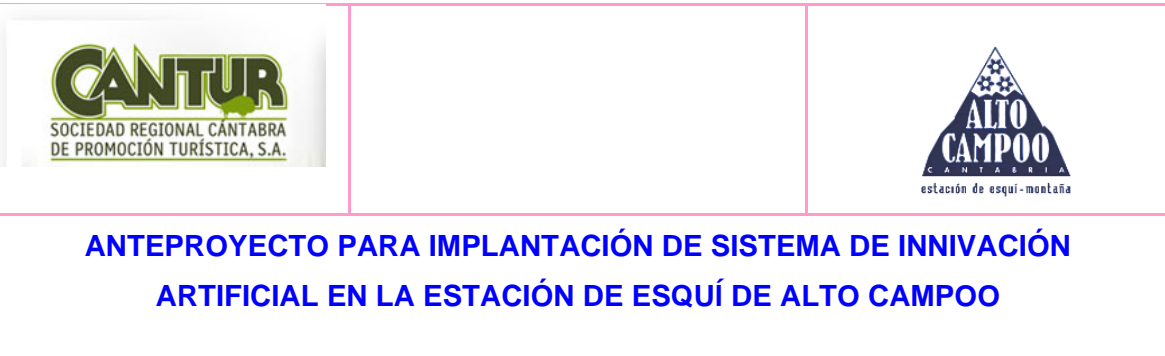 CANTUR
SOCIEDAD REGIONAL CÁNTABRA
DE PROMOCIÓN TURÍSTICA, S.A.
ALTO
CAMPOO
CANTABRIA
estación de esquí-montaña
ANTEPROYECTO PARA IMPLANTACIÓN DE SISTEMA DE INNIVACIÓN
ARTIFICIAL EN LA ESTACIÓN DE ESQUÍ DE ALTO CAMPOO